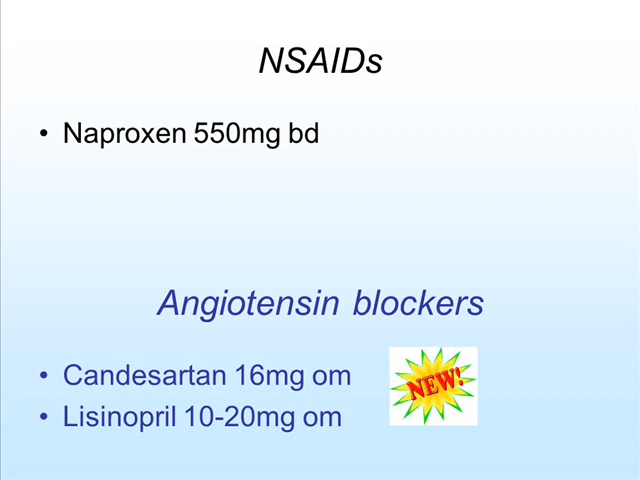 NSAIDs
• Naproxen 550mg bd
Angiotensin blockers
• Candesartan 16mg om
NEW!
• Lisinopril 10-20mg om